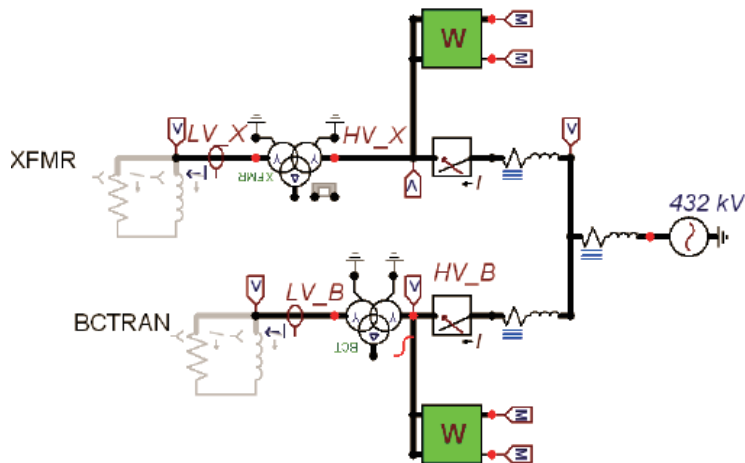 W
M
M
V
LV_X
HV_X
V
XFMR
I
XFMR
Y
Y
Δ
V
I
432 kV
V
LV_B
V
HV_B
BCTRAN
I
BCT
Y
Y
Δ
I
W
M
M